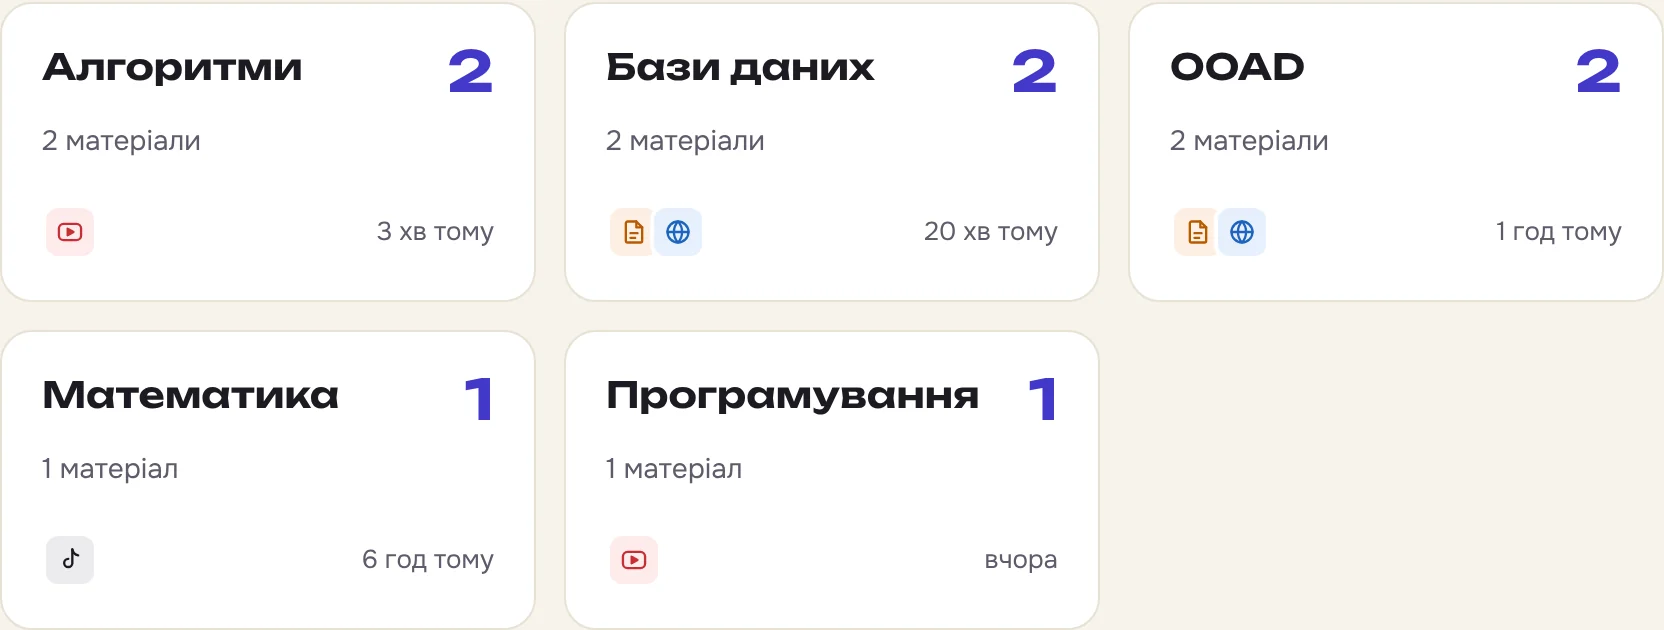 Алгоритми 2
2 матеріали
3 хв тому
Бази даних 2
2 матеріали
20 хв тому
OOAD 2
2 матеріали
1 год тому
Математика 1
1 матеріал
6 год тому
Програмування 1
1 матеріал
вчора